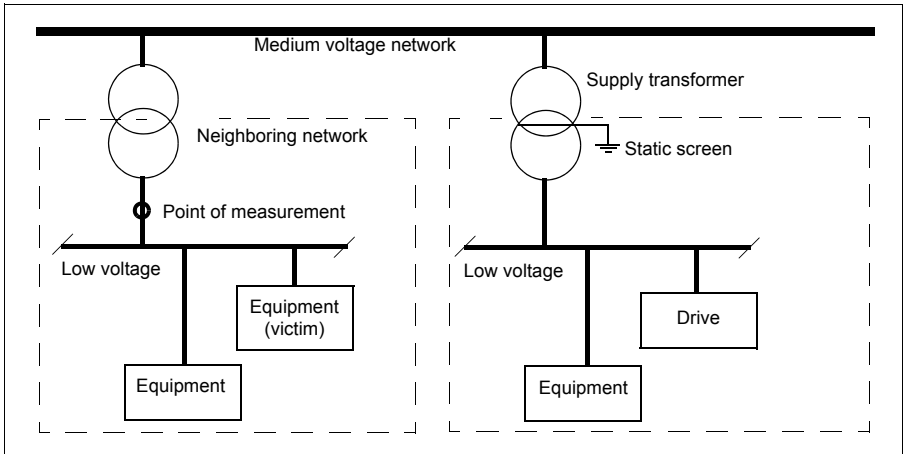 Medium voltage network
Supply transformer
Neighboring network
Static screen
Point of measurement
Low voltage
Low voltage
Equipment
(victim)
Drive
Equipment
Equipment